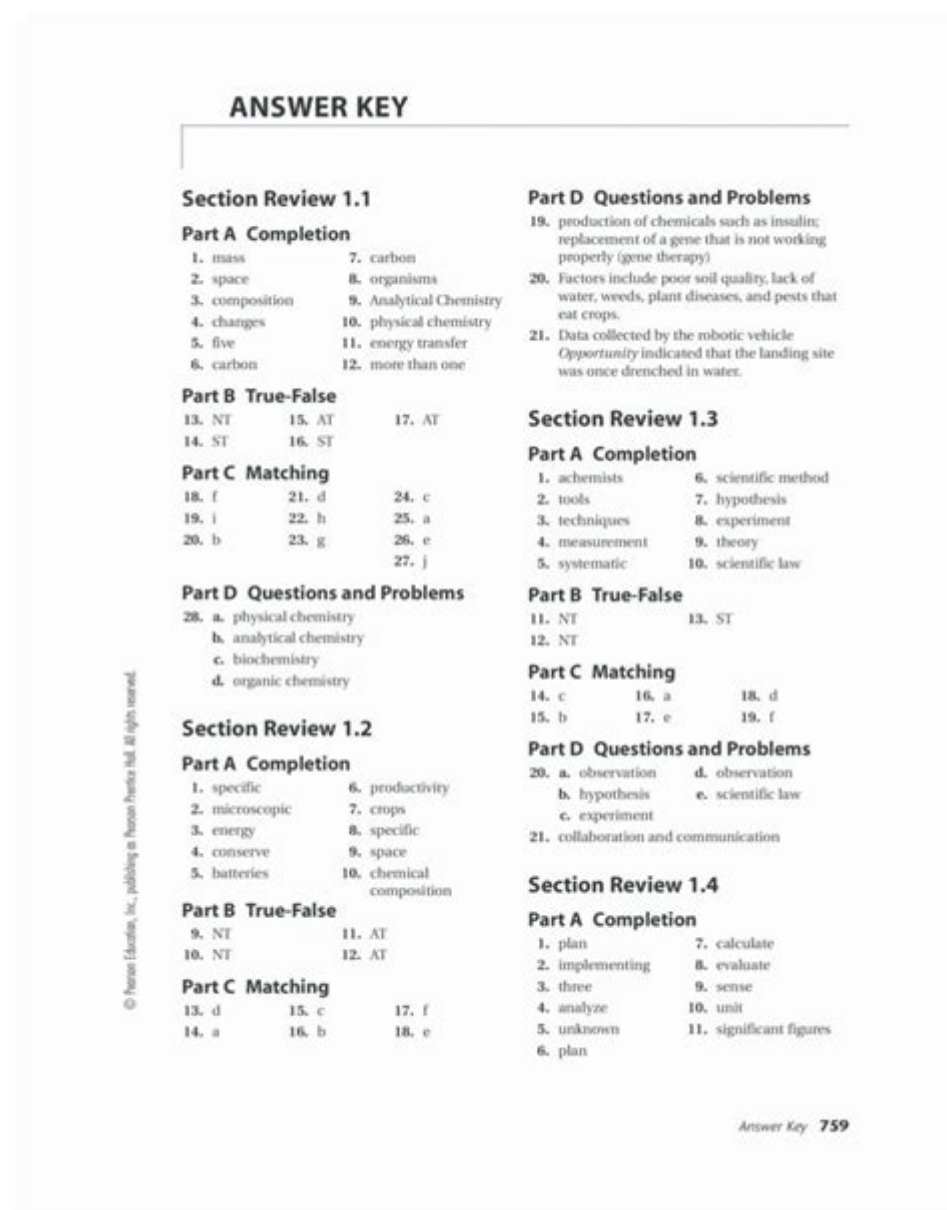 ANSWER KEY
Section Review 1.1
Part A Completion
1. mass
2. space
3. composition
4. changes
5. five
6. carbon
7. carbon
8. organisms
9. Analytical Chemistry
10. physical chemistry
11. energy transfer
12. more than one
Part B True-False
13. NT 15. AT 17. AT
14. ST 16. ST
Part C Matching
18. f 21. d 24. c
19. i 22. h 25. a
20. b 23. g 26. e
27. j
Part D Questions and Problems
28. a. physical chemistry
b. analytical chemistry
c. biochemistry
d. organic chemistry
Section Review 1.2
Part A Completion
1. specific
2. microscopic
3. energy
4. conserve
5. batteries
6. productivity
7. crops
8. specific
9. space
10. chemical
composition
Part B True-False
9. NT 11. AT
10. NT 12. AT
Part C Matching
13. d 15. c 17. f
14. a 16. b 18. e
Part D Questions and Problems
19. production of chemicals such as insulin;
replacement of a gene that is not working
properly (gene therapy)
20. Factors include poor soil quality, lack of
water, weeds, plant diseases, and pests that
eat crops.
21. Data collected by the robotic vehicle
Opportunity indicated that the landing site
was once drenched in water.
Section Review 1.3
Part A Completion
1. achemists
2. tools
3. techniques
4. measurement
5. systematic
6. scientific method
7. hypothesis
8. experiment
9. theory
10. scientific law
Part B True-False
11. NT 13. ST
12. NT
Part C Matching
14. c 16. a 18. d
15. b 17. e 19. f
Part D Questions and Problems
20. a. observation d. observation
b. hypothesis e. scientific law
c. experiment
21. collaboration and communication
Section Review 1.4
Part A Completion
1. plan
2. implementing
3. three
4. analyze
5. unknown
6. plan
7. calculate
8. evaluate
9. sense
10. unit
11. significant figures
© Pearson Education, Inc., publishing as Pearson Prentice Hall. All rights reserved.
Answer Key 759